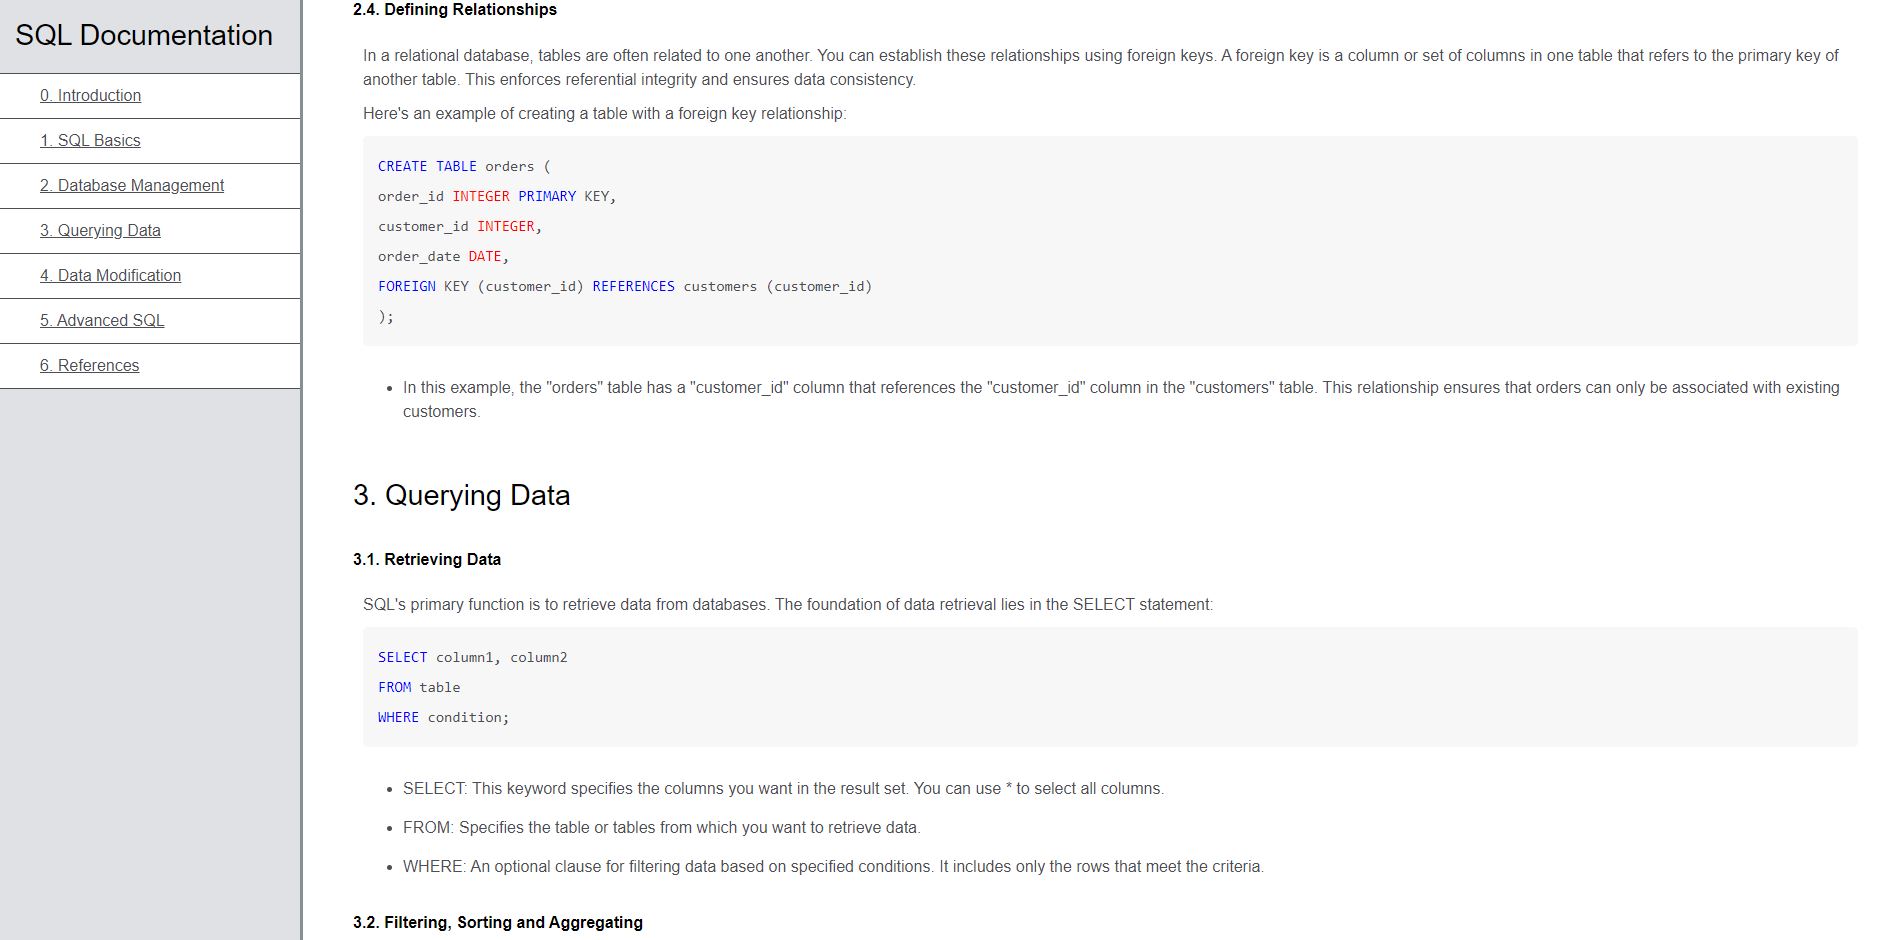 SQL Documentation
0. Introduction
1. SQL Basics
2. Database Management
3. Querying Data
4. Data Modification
5. Advanced SQL
6. References
2.4. Defining Relationships
In a relational database, tables are often related to one another. You can establish these relationships using foreign keys. A foreign key is a column or set of columns in one table that refers to the primary key of
another table. This enforces referential integrity and ensures data consistency.
Here's an example of creating a table with a foreign key relationship:
CREATE TABLE orders (
order_id INTEGER PRIMARY KEY,
customer_id INTEGER,
order_date DATE,
FOREIGN KEY (customer_id) REFERENCES customers (customer_id)
);
• In this example, the "orders" table has a "customer_id" column that references the "customer_id" column in the "customers" table. This relationship ensures that orders can only be associated with existing
customers.
3. Querying Data
3.1. Retrieving Data
SQL's primary function is to retrieve data from databases. The foundation of data retrieval lies in the SELECT statement:
SELECT column1, column2
FROM table
WHERE condition;
• SELECT: This keyword specifies the columns you want in the result set. You can use * to select all columns.
• FROM: Specifies the table or tables from which you want to retrieve data.
• WHERE: An optional clause for filtering data based on specified conditions. It includes only the rows that meet the criteria.
3.2. Filtering, Sorting and Aggregating